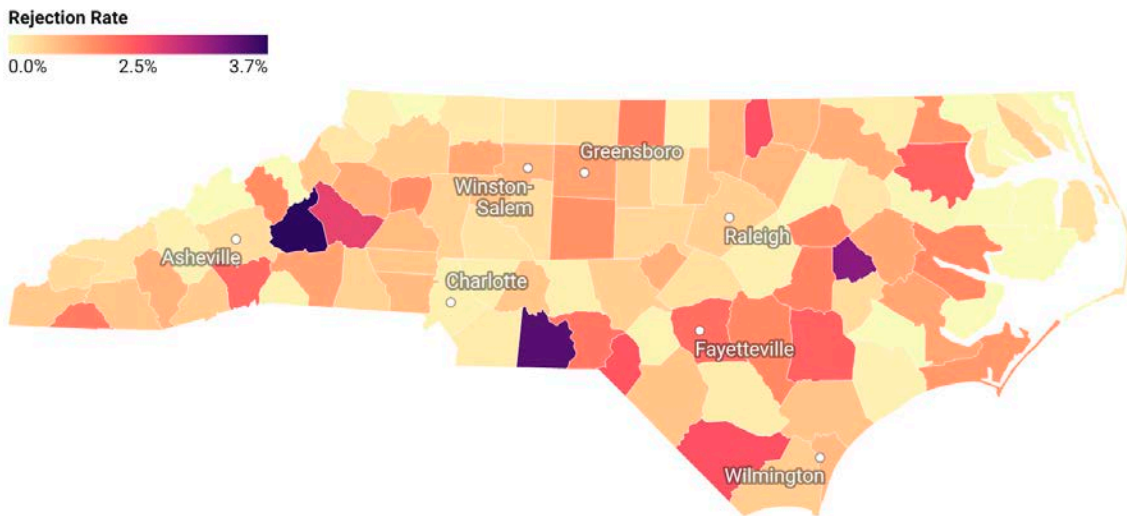 Rejection Rate
0.0% 2.5% 3.7%
Greensboro
Winston-
Salem
Raleigh
Asheville
Charlotte
Fayetteville
Wilmington